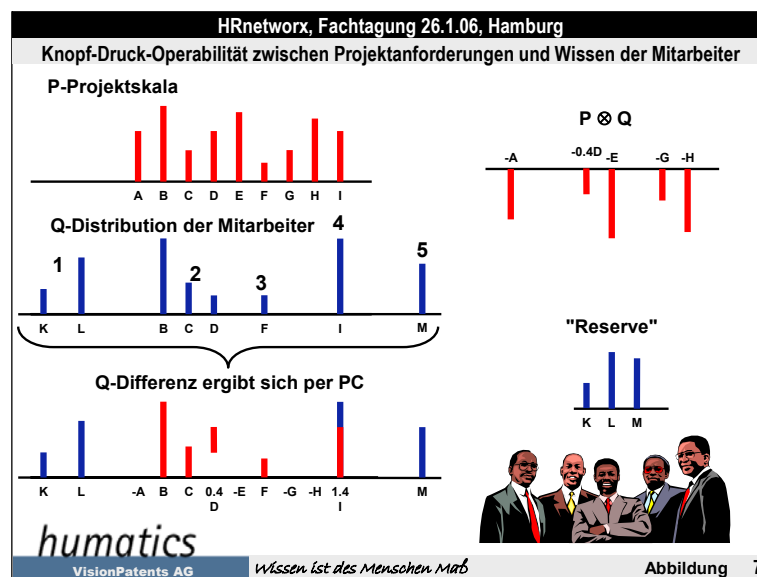 HRnetworx, Fachtagung 26.1.06, Hamburg
Knopf-Druck-Operabilität zwischen Projektanforderungen und Wissen der Mitarbeiter
P-Projektskala
A B C D E F G H I
P ⊗ Q
-A -0.4D -E -G -H
Q-Distribution der Mitarbeiter
1 2 3 4 5
K L B C D F I M
"Reserve"
K L M
Q-Differenz ergibt sich per PC
K L -A B C 0.4 -E F -G -H 1.4 M
D I
humatics
VisionPatents AG
Wissen ist des Menschen Maß
Abbildung 7